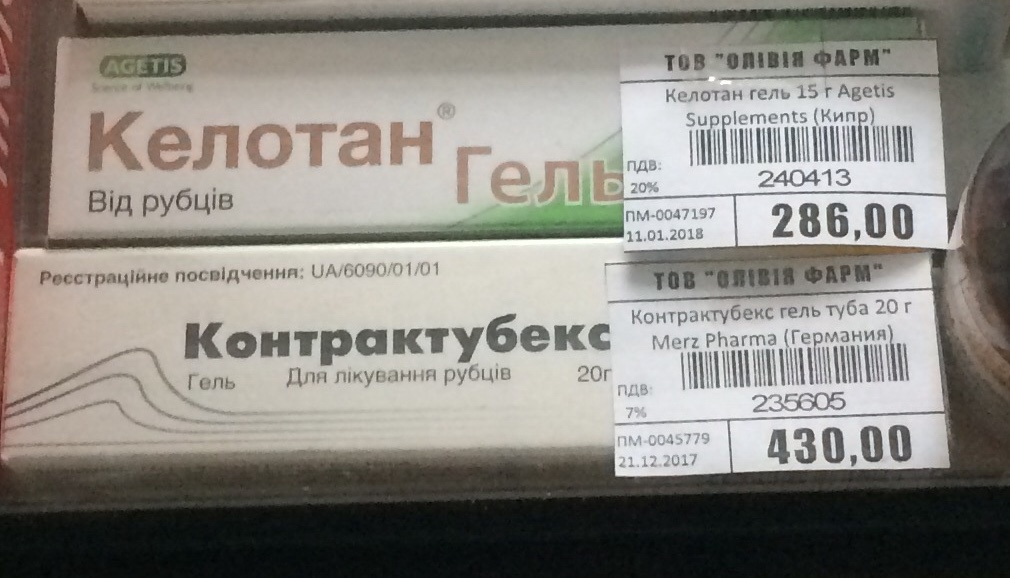 AGETIS
Science of Wellbeing
Келотан®
Гель
Від рубців
ТОВ "ОЛІВІЯ ФАРМ"
Келотан гель 15 г Agetis
Supplements (Кипр)
ПДВ:
20%
240413
ПМ-0047197
11.01.2018
286,00
Реєстраційне посвідчення: UA/6090/01/01
Контрактубекс
Гель Для лікування рубців 20г
ТОВ "ОЛІВІЯ ФАРМ"
Контрактубекс гель туба 20 г
Merz Pharma (Германия)
ПДВ:
7%
235605
ПМ-0045779
21.12.2017
430,00